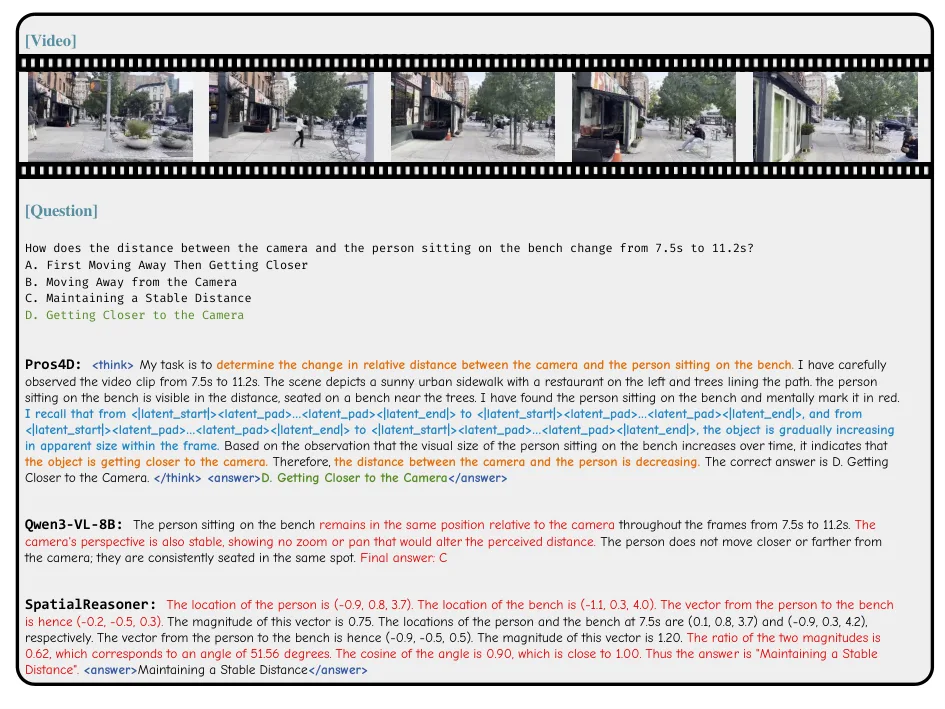 [Video]
[Question]
How does the distance between the camera and the person sitting on the bench change from 7.5s to 11.2s?
A. First Moving Away Then Getting Closer
B. Moving Away from the Camera
C. Maintaining a Stable Distance
D. Getting Closer to the Camera
Pros4D: <think> My task is to determine the change in relative distance between the camera and the person sitting on the bench. I have carefully
observed the video clip from 7.5s to 11.2s. The scene depicts a sunny urban sidewalk with a restaurant on the left and trees lining the path. the person
sitting on the bench is visible in the distance, seated on a bench near the trees. I have found the person sitting on the bench and mentally mark it in red.
I recall that from <|latent_start|><latent_pad>...<latent_pad><|latent_end|> to <|latent_start|><latent_pad>...<latent_pad><|latent_end|>, and from
<|latent_start|><latent_pad>...<latent_pad><|latent_end|> to <|latent_start|><latent_pad>...<latent_pad><|latent_end|>, the object is gradually increasing
in apparent size within the frame. Based on the observation that the visual size of the person sitting on the bench increases over time, it indicates that
the object is getting closer to the camera. Therefore, the distance between the camera and the person is decreasing. The correct answer is D. Getting
Closer to the Camera. </think> <answer>D. Getting Closer to the Camera</answer>
Qwen3-VL-8B: The person sitting on the bench remains in the same position relative to the camera throughout the frames from 7.5s to 11.2s. The
camera's perspective is also stable, showing no zoom or pan that would alter the perceived distance. The person does not move closer or farther from
the camera; they are consistently seated in the same spot. Final answer: C
SpatialReasoner: The location of the person is (-0.9, 0.8, 3.7). The location of the bench is (-1.1, 0.3, 4.0). The vector from the person to the bench
is hence (-0.2, -0.5, 0.3). The magnitude of this vector is 0.75. The locations of the person and the bench at 7.5s are (0.1, 0.8, 3.7) and (-0.9, 0.3, 4.2),
respectively. The vector from the person to the bench is hence (-0.9, -0.5, 0.5). The magnitude of this vector is 1.20. The ratio of the two magnitudes is
0.62, which corresponds to an angle of 51.56 degrees. The cosine of the angle is 0.90, which is close to 1.00. Thus the answer is "Maintaining a Stable
Distance". <answer>Maintaining a Stable Distance</answer>